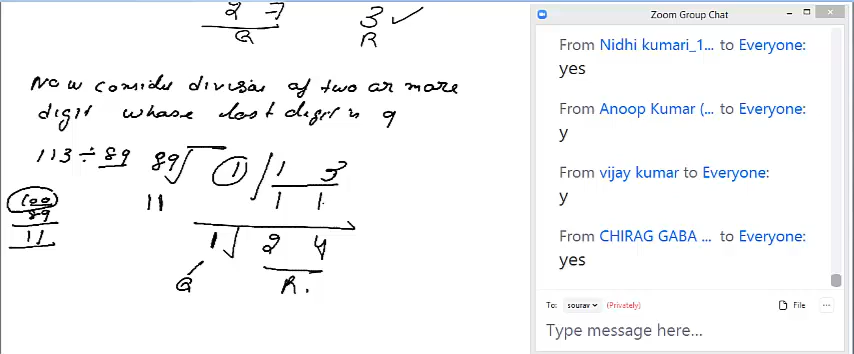 2 7 3 ✓
Q R
Now consider division of two or more
digit whose last digit is 9
113 ÷ 89 89 1 1 3
100 11 1 1
89
11 1 2 4
Q R.
Zoom Group Chat
From Nidhi kumari_1... to Everyone:
yes
From Anoop Kumar (... to Everyone:
y
From vijay kumar to Everyone:
y
From CHIRAG GABA ... to Everyone:
yes
To: sourav (Privately) File ...
Type message here...